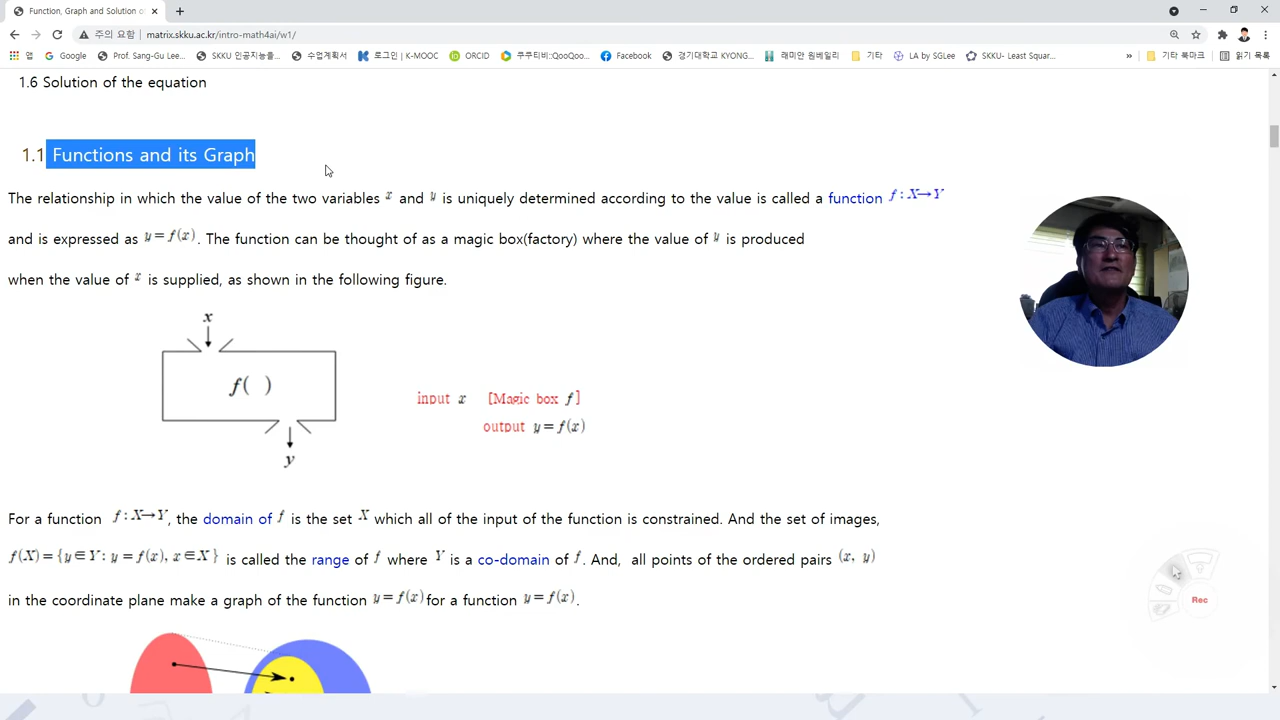 Function, Graph and Solution of
주의 요함 matrix.skku.ac.kr/intro-math4ai/w1/
앱 Google Prof. Sang-Gu Lee... SKKU 인공지능을... 수업계획서 로그인 | K-MOOC ORCID 쿠쿠티비::QooQoo... Facebook 경기대학교 KYONG... 래미안 원베일리 기타 LA by SGLee SKKU- Least Squar... » 기타 북마크 읽기 목록
1.6 Solution of the equation
1.1 Functions and its Graph
The relationship in which the value of the two variables x and y is uniquely determined according to the value is called a function f : X→Y
and is expressed as y = f(x). The function can be thought of as a magic box(factory) where the value of y is produced
when the value of x is supplied, as shown in the following figure.
x
f( )
y
input x [Magic box f]
output y = f(x)
For a function f : X→Y, the domain of f is the set X which all of the input of the function is constrained. And the set of images,
f(X) = {y∈Y : y = f(x), x∈X} is called the range of f where Y is a co-domain of f. And, all points of the ordered pairs (x, y)
in the coordinate plane make a graph of the function y = f(x) for a function y = f(x).
Rec